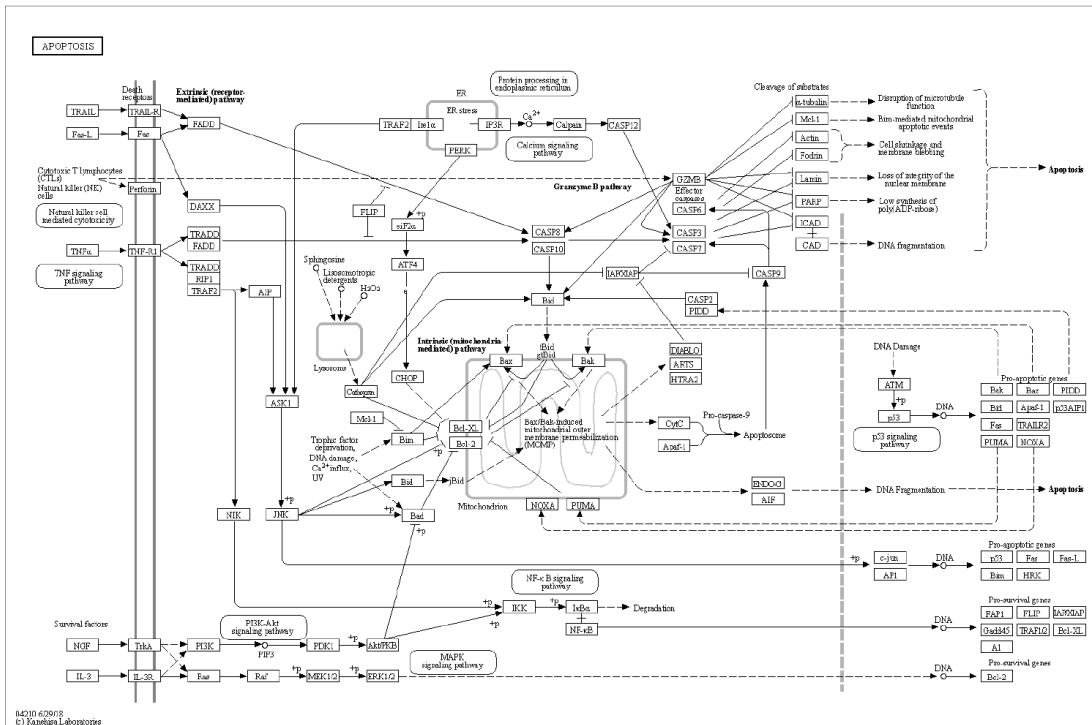 APOPTOSIS
Death
receptors
Extrinsic (receptor-
mediated) pathway
TRAIL
TRAIL-R
Fas-L
Fas
FADD
Cytotoxic T lymphocytes
(CTLs)
Natural killer (NK)
cells
Perforin
Natural killer cell
mediated cytotoxicity
DAXX
TNFα
TNF-R1
TRADD
FADD
TNF signaling
pathway
TRADD
RIP1
TRAF2
AIP
ER
ER stress
TRAF2
Ire1α
IP3R
PERK
Protein processing in
endoplasmic reticulum
Ca2+
Calpain
CASP12
Calcium signaling
pathway
Granzyme B pathway
FLIP
+p
eiF2α
ATF4
CASP8
CASP10
GZMB
Effector
caspases
CASP6
CASP3
CASP7
Cleavage of substrates
α-tubulin
Mcl-1
Actin
Fodrin
Lamin
PARP
ICAD
CAD
Disruption of microtubule
function
Bim-mediated mitochondrial
apoptotic events
Cell shrinkage and
membrane blebbing
Loss of integrity of the
nuclear membrane
Low synthesis of
poly(ADP-ribose)
DNA fragmentation
Apoptosis
Sphingosine
Lisosomotropic
detergents
H2O2
Lysosome
Cathepsin
CHOP
IAP/XIAP
CASP9
Bid
CASP2
PIDD
Intrinsic (mitochondria-
mediated) pathway
tBid
gtBid
Bax
Bak
DIABLO
ARTS
HTRA2
ASK1
Mcl-1
Bim
Bcl-XL
Bcl-2
+p
Bax/Bak-induced
mitochondrial outer
membrane permeabilization
(MOMP)
CytC
Apaf-1
Pro-caspase-9
Apoptosome
Trophic factor
deprivation,
DNA damage,
Ca2+ influx,
UV
Bid
jBid
Mitochondrion
NOXA
PUMA
ENDO-G
AIF
DNA Fragmentation
Apoptosis
DNA Damage
ATM
+p
p53
p53 signaling
pathway
DNA
Pro-apoptotic genes
Bak
Bax
PIDD
Bid
Apaf-1
p53AIP1
Fas
TRAILR2
PUMA
NOXA
NIK
+p
JNK
+p
Bad
+p
+p
c-jun
AP1
DNA
Pro-apoptotic genes
p53
Fas
Fas-L
Bim
HRK
NF-κB signaling
pathway
+p
IKK
+p
+p
IκBα
NF-κB
Degradation
DNA
Pro-survival genes
FAP1
FLIP
IAP/XIAP
Gadd45
TRAF1/2
Bcl-XL
A1
Survival factors
NGF
TrkA
PI3K
PI3K-Akt
signaling pathway
PIP3
PDK1
+p
Akt/PKB
IL-3
IL-3R
Ras
Raf
+p
MEK1/2
+p
ERK1/2
MAPK
signaling pathway
DNA
Pro-survival genes
Bcl-2
04210 6/29/18
(c) Kanehisa Laboratories